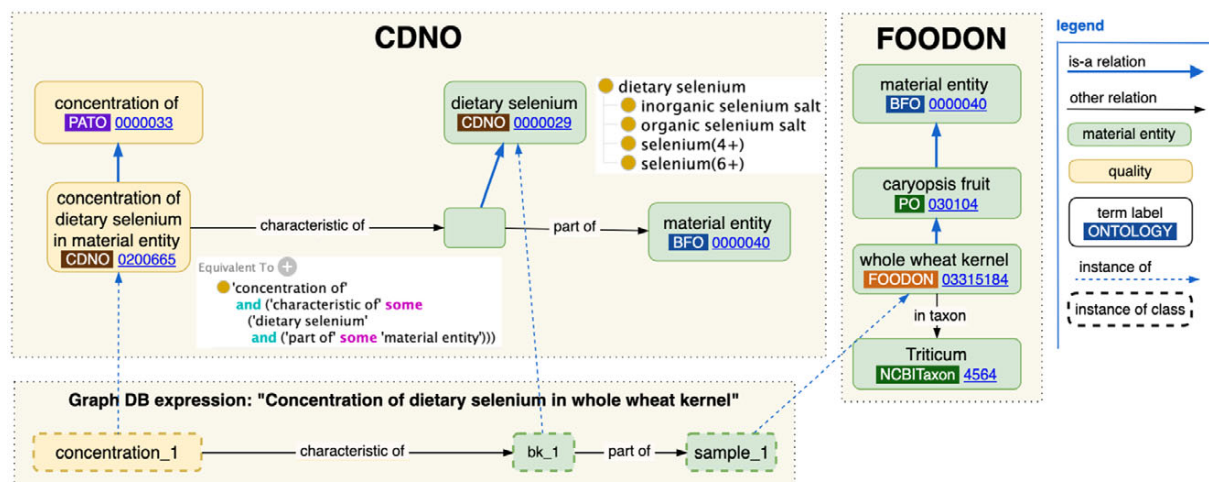 CDNO
concentration of
PATO 0000033
concentration of
dietary selenium
in material entity
CDNO 0200665
characteristic of
dietary selenium
CDNO 0000029
part of
material entity
BFO 0000040
dietary selenium
inorganic selenium salt
organic selenium salt
selenium(4+)
selenium(6+)
Equivalent To +
'concentration of'
and ('characteristic of' some
('dietary selenium'
and ('part of' some 'material entity')))
FOODON
material entity
BFO 0000040
caryopsis fruit
PO 030104
whole wheat kernel
FOODON 03315184
in taxon
Triticum
NCBITaxon 4564
legend
is-a relation
other relation
material entity
quality
term label
ONTOLOGY
instance of
instance of class
Graph DB expression: "Concentration of dietary selenium in whole wheat kernel"
concentration_1
characteristic of
bk_1
part of
sample_1